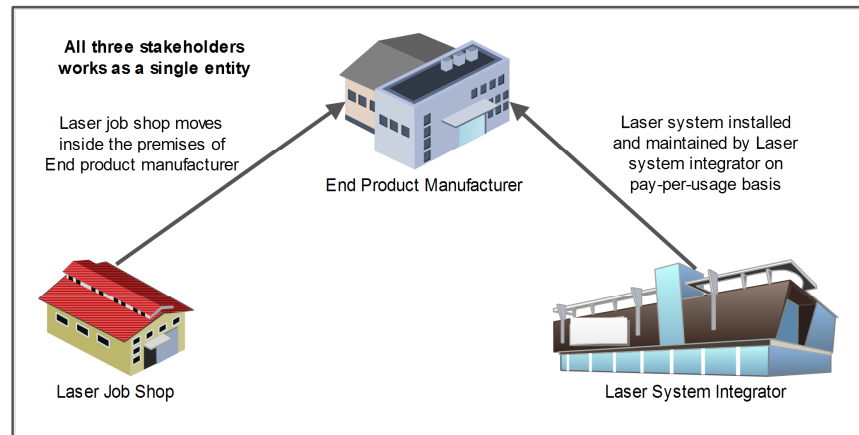 All three stakeholders
works as a single entity
Laser job shop moves
inside the premises of
End product manufacturer
Laser system installed
and maintained by Laser
system integrator on
pay-per-usage basis
End Product Manufacturer
Laser Job Shop
Laser System Integrator